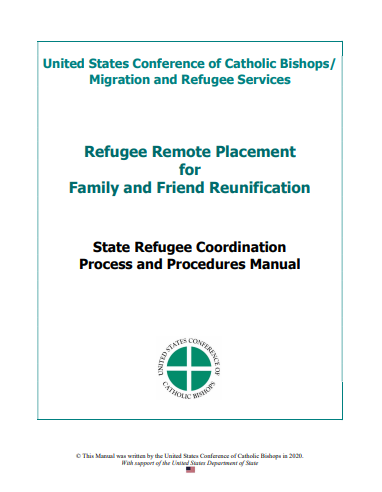 United States Conference of Catholic Bishops/
Migration and Refugee Services
Refugee Remote Placement
for
Family and Friend Reunification
State Refugee Coordination
Process and Procedures Manual
UNITED STATES CONFERENCE OF
CATHOLIC BISHOPS
© This Manual was written by the United States Conference of Catholic Bishops in 2020.
With support of the United States Department of State